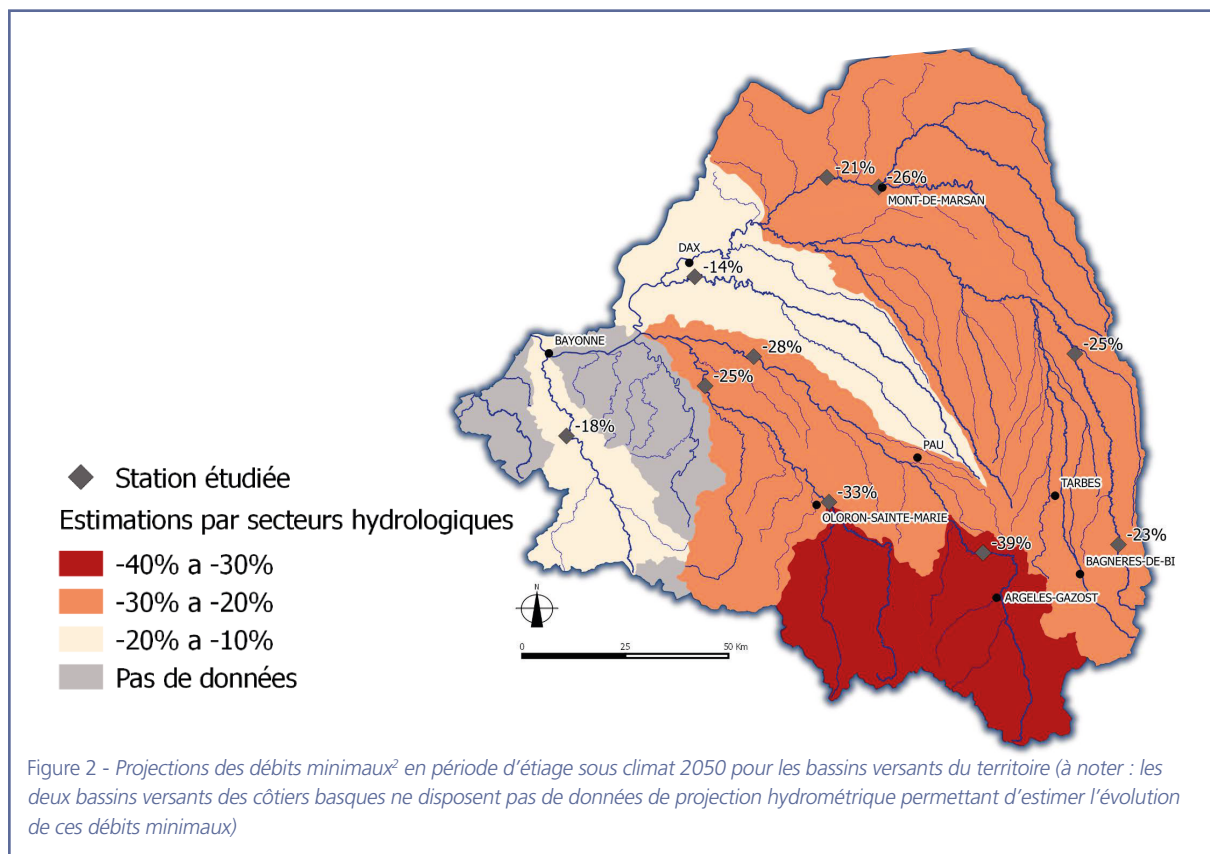 -21%
-26%
MONT-DE-MARSAN
DAX
-14%
BAYONNE
-28%
-25%
-25%
-18%
PAU
TARBES
-33%
OLORON-SAINTE-MARIE
-39%
-23%
BAGNERES-DE-BI
ARGELES-GAZOST
Station étudiée
Estimations par secteurs hydrologiques
-40% a -30%
-30% a -20%
-20% a -10%
Pas de données
N
0 25 50 Km
Figure 2 - Projections des débits minimaux² en période d'étiage sous climat 2050 pour les bassins versants du territoire (à noter : les
deux bassins versants des côtiers basques ne disposent pas de données de projection hydrométrique permettant d'estimer l'évolution
de ces débits minimaux)